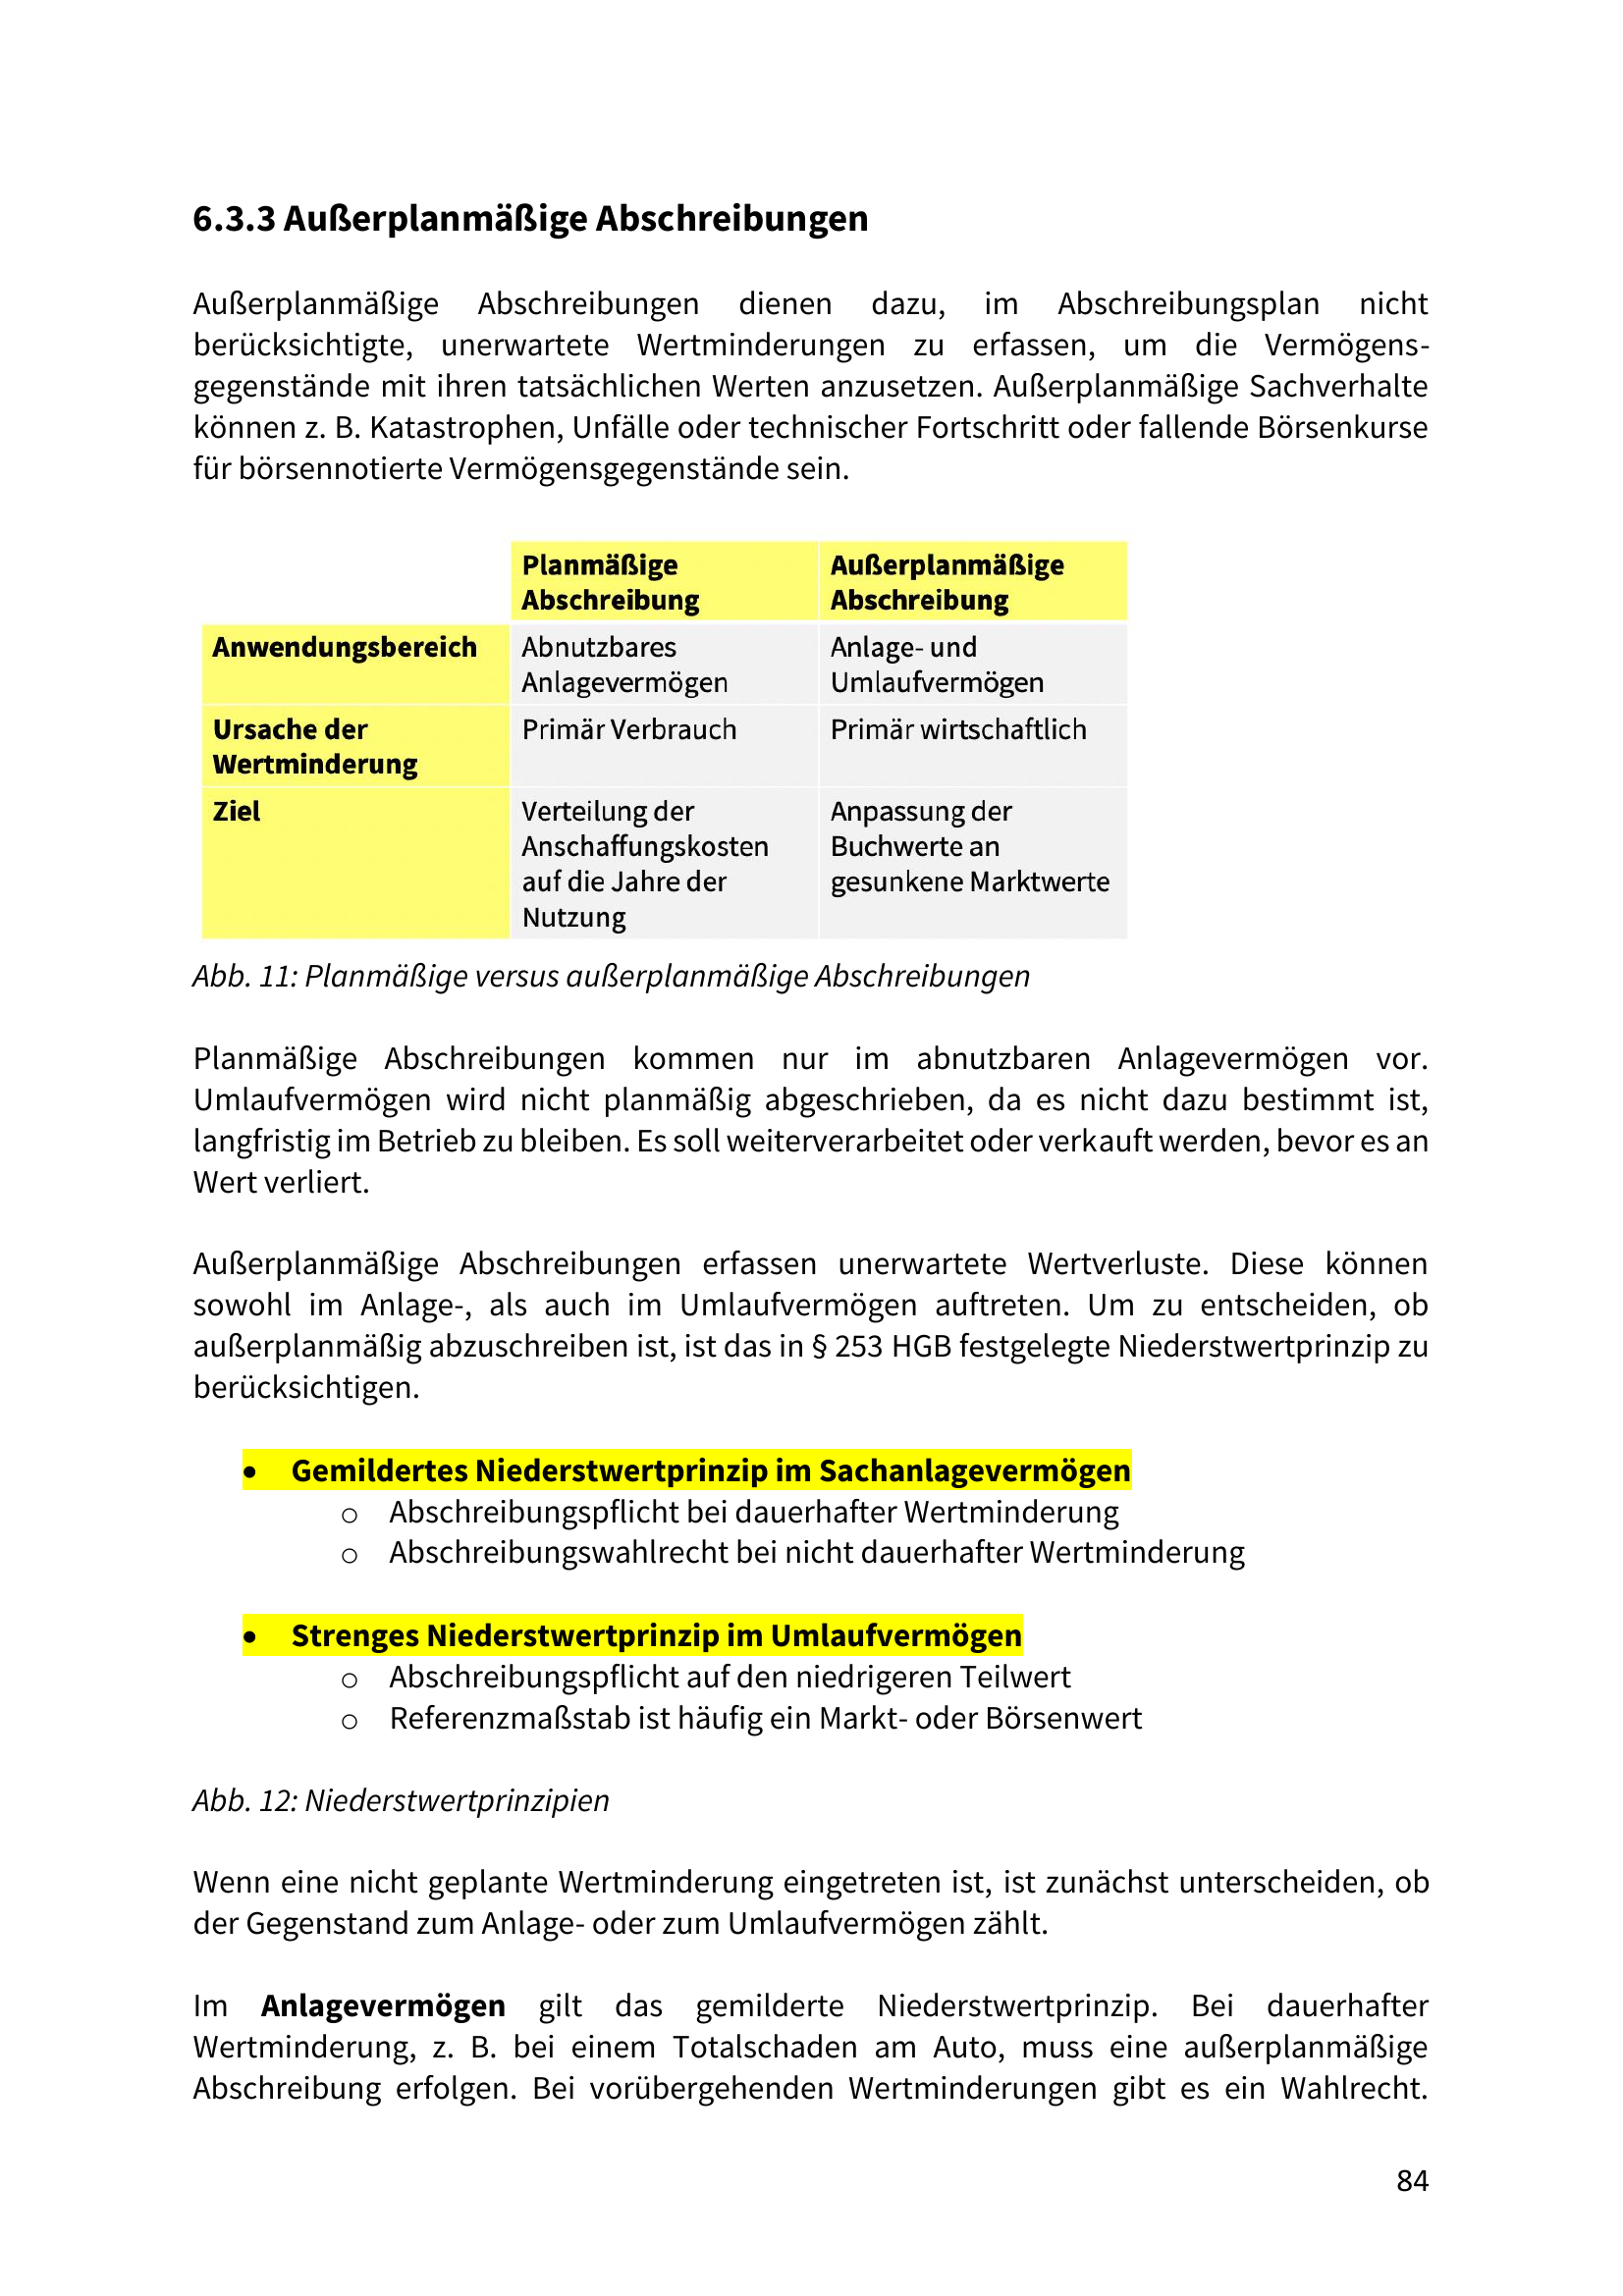 6.3.3 Außerplanmäßige Abschreibungen
Außerplanmäßige Abschreibungen dienen dazu, im Abschreibungsplan nicht
berücksichtigte, unerwartete Wertminderungen zu erfassen, um die Vermögens-
gegenstände mit ihren tatsächlichen Werten anzusetzen. Außerplanmäßige Sachverhalte
können z. B. Katastrophen, Unfälle oder technischer Fortschritt oder fallende Börsenkurse
für börsennotierte Vermögensgegenstände sein.
Planmäßige Außerplanmäßige
Abschreibung Abschreibung
Anwendungsbereich Abnutzbares Anlage- und
Anlagevermögen Umlaufvermögen
Ursache der Primär Verbrauch Primär wirtschaftlich
Wertminderung
Ziel Verteilung der Anpassung der
Anschaffungskosten Buchwerte an
auf die Jahre der gesunkene Marktwerte
Nutzung
Abb. 11: Planmäßige versus außerplanmäßige Abschreibungen
Planmäßige Abschreibungen kommen nur im abnutzbaren Anlagevermögen vor.
Umlaufvermögen wird nicht planmäßig abgeschrieben, da es nicht dazu bestimmt ist,
langfristig im Betrieb zu bleiben. Es soll weiterverarbeitet oder verkauft werden, bevor es an
Wert verliert.
Außerplanmäßige Abschreibungen erfassen unerwartete Wertverluste. Diese können
sowohl im Anlage-, als auch im Umlaufvermögen auftreten. Um zu entscheiden, ob
außerplanmäßig abzuschreiben ist, ist das in § 253 HGB festgelegte Niederstwertprinzip zu
berücksichtigen.
• Gemildertes Niederstwertprinzip im Sachanlagevermögen
o Abschreibungspflicht bei dauerhafter Wertminderung
o Abschreibungswahlrecht bei nicht dauerhafter Wertminderung
• Strenges Niederstwertprinzip im Umlaufvermögen
o Abschreibungspflicht auf den niedrigeren Teilwert
o Referenzmaßstab ist häufig ein Markt- oder Börsenwert
Abb. 12: Niederstwertprinzipien
Wenn eine nicht geplante Wertminderung eingetreten ist, ist zunächst unterscheiden, ob
der Gegenstand zum Anlage- oder zum Umlaufvermögen zählt.
Im Anlagevermögen gilt das gemilderte Niederstwertprinzip. Bei dauerhafter
Wertminderung, z. B. bei einem Totalschaden am Auto, muss eine außerplanmäßige
Abschreibung erfolgen. Bei vorübergehenden Wertminderungen gibt es ein Wahlrecht.
84